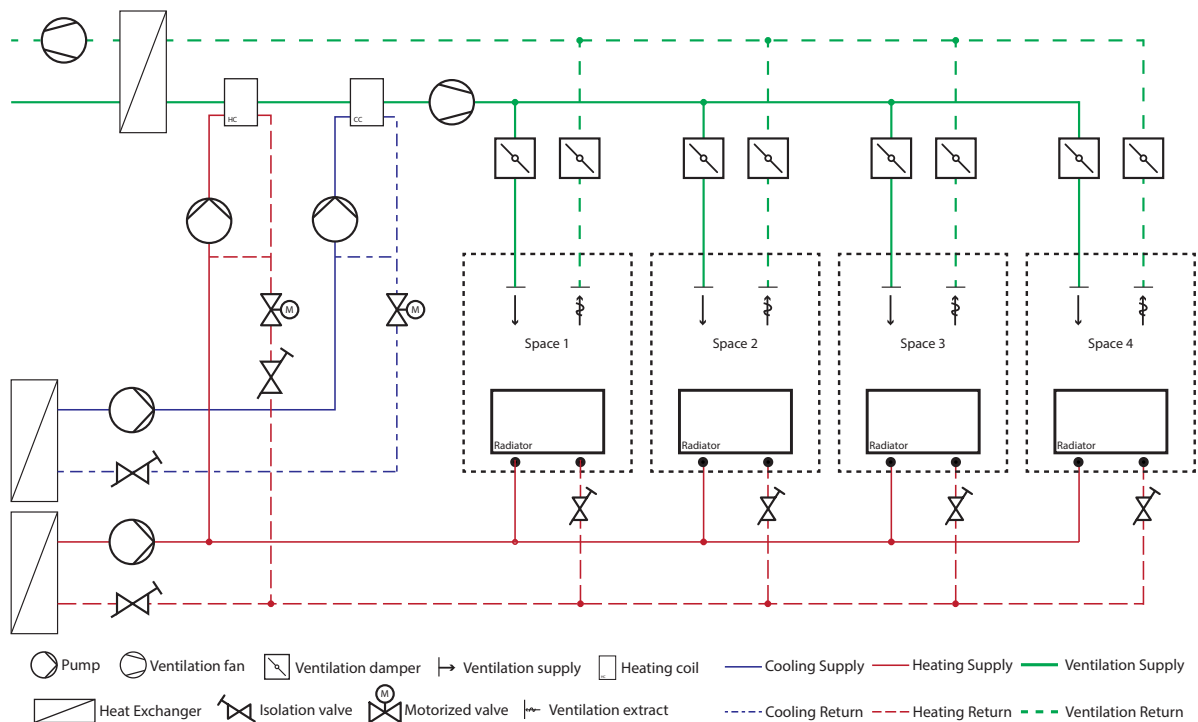 HC
CC
M
M
Space 1
Space 2
Space 3
Space 4
Radiator
Radiator
Radiator
Radiator
Pump
Ventilation fan
Ventilation damper
Ventilation supply
HC
Heating coil
Cooling Supply
Heating Supply
Ventilation Supply
Heat Exchanger
Isolation valve
M
Motorized valve
Ventilation extract
Cooling Return
Heating Return
Ventilation Return